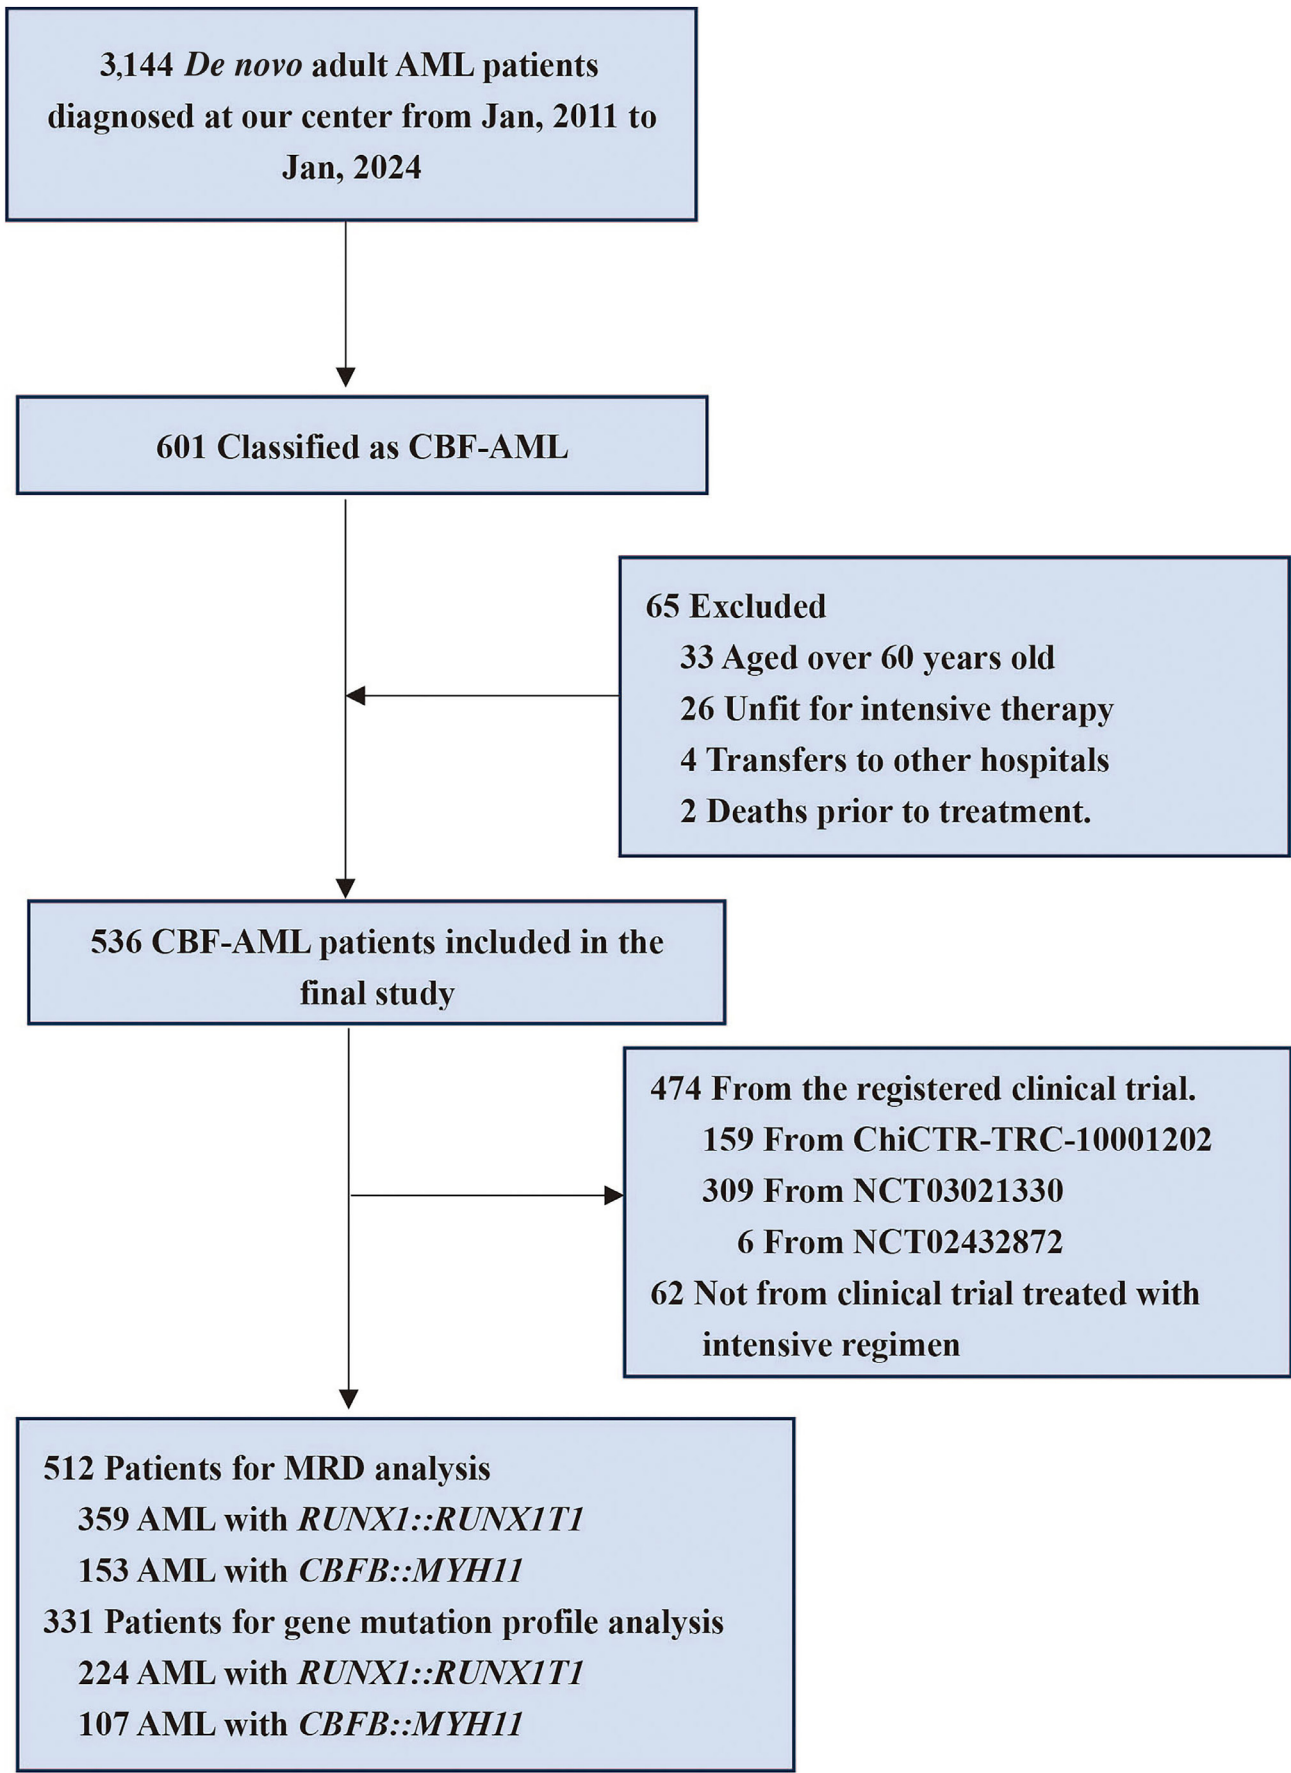 3,144 De novo adult AML patients
diagnosed at our center from Jan, 2011 to
Jan, 2024
601 Classified as CBF-AML
65 Excluded
33 Aged over 60 years old
26 Unfit for intensive therapy
4 Transfers to other hospitals
2 Deaths prior to treatment.
536 CBF-AML patients included in the
final study
474 From the registered clinical trial.
159 From ChiCTR-TRC-10001202
309 From NCT03021330
6 From NCT02432872
62 Not from clinical trial treated with
intensive regimen
512 Patients for MRD analysis
359 AML with RUNX1::RUNX1T1
153 AML with CBFB::MYH11
331 Patients for gene mutation profile analysis
224 AML with RUNX1::RUNX1T1
107 AML with CBFB::MYH11